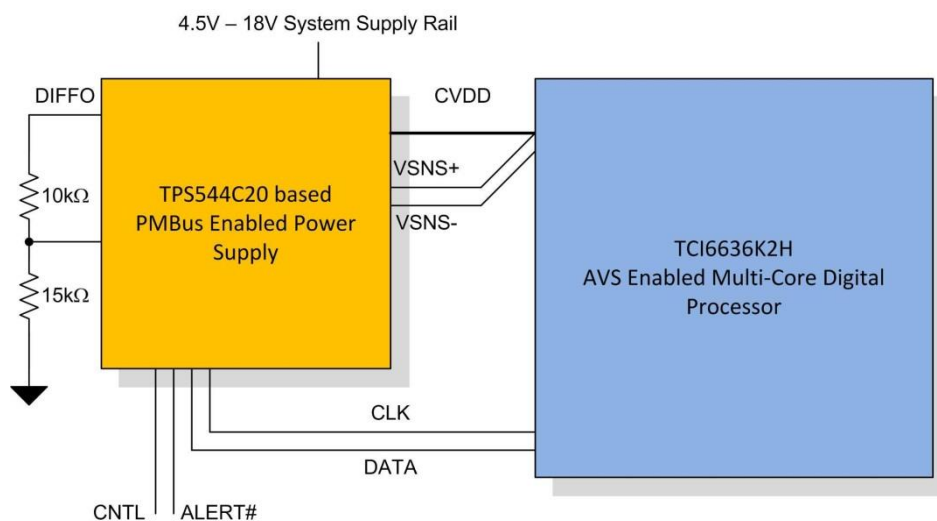 4.5V – 18V System Supply Rail
DIFFO
CVDD
10kΩ
VSNS+
TPS544C20 based
PMBus Enabled Power
Supply
VSNS-
15kΩ
TCI6636K2H
AVS Enabled Multi-Core Digital
Processor
CLK
DATA
CNTL
ALERT#